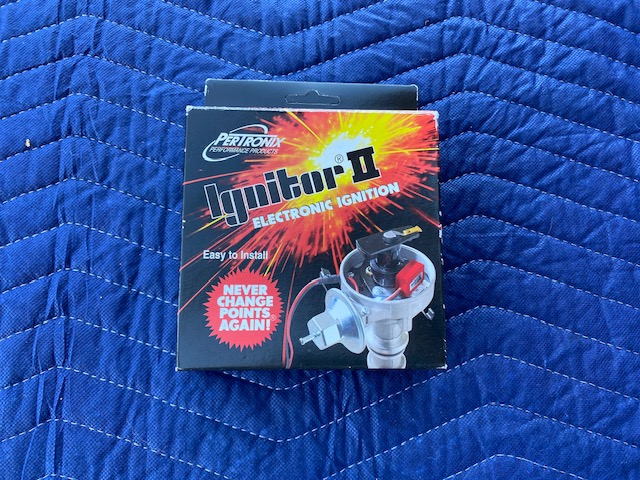 PERTRONIX
PERFORMANCE PRODUCTS
Ignitor® II
ELECTRONIC IGNITION
Easy to Install
NEVER
CHANGE
POINTS
AGAIN!